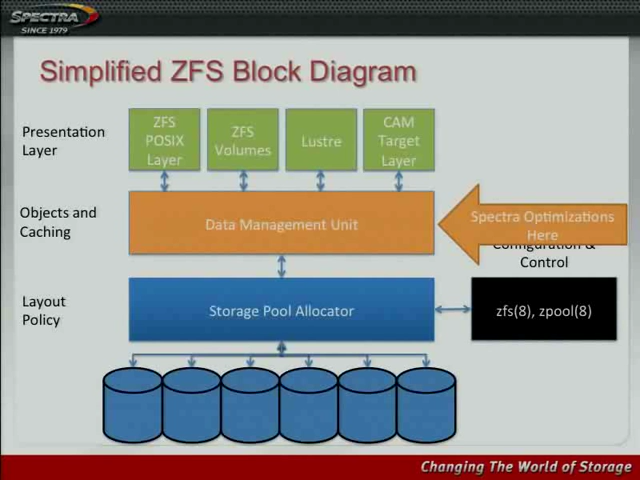 SPECTRA
SINCE 1979
Simplified ZFS Block Diagram
Presentation
Layer
ZFS
POSIX
Layer
ZFS
Volumes
Lustre
CAM
Target
Layer
Objects and
Caching
Data Management Unit
Spectra Optimizations
Here
Configuration &
Control
Layout
Policy
Storage Pool Allocator
zfs(8), zpool(8)
Changing The World of Storage